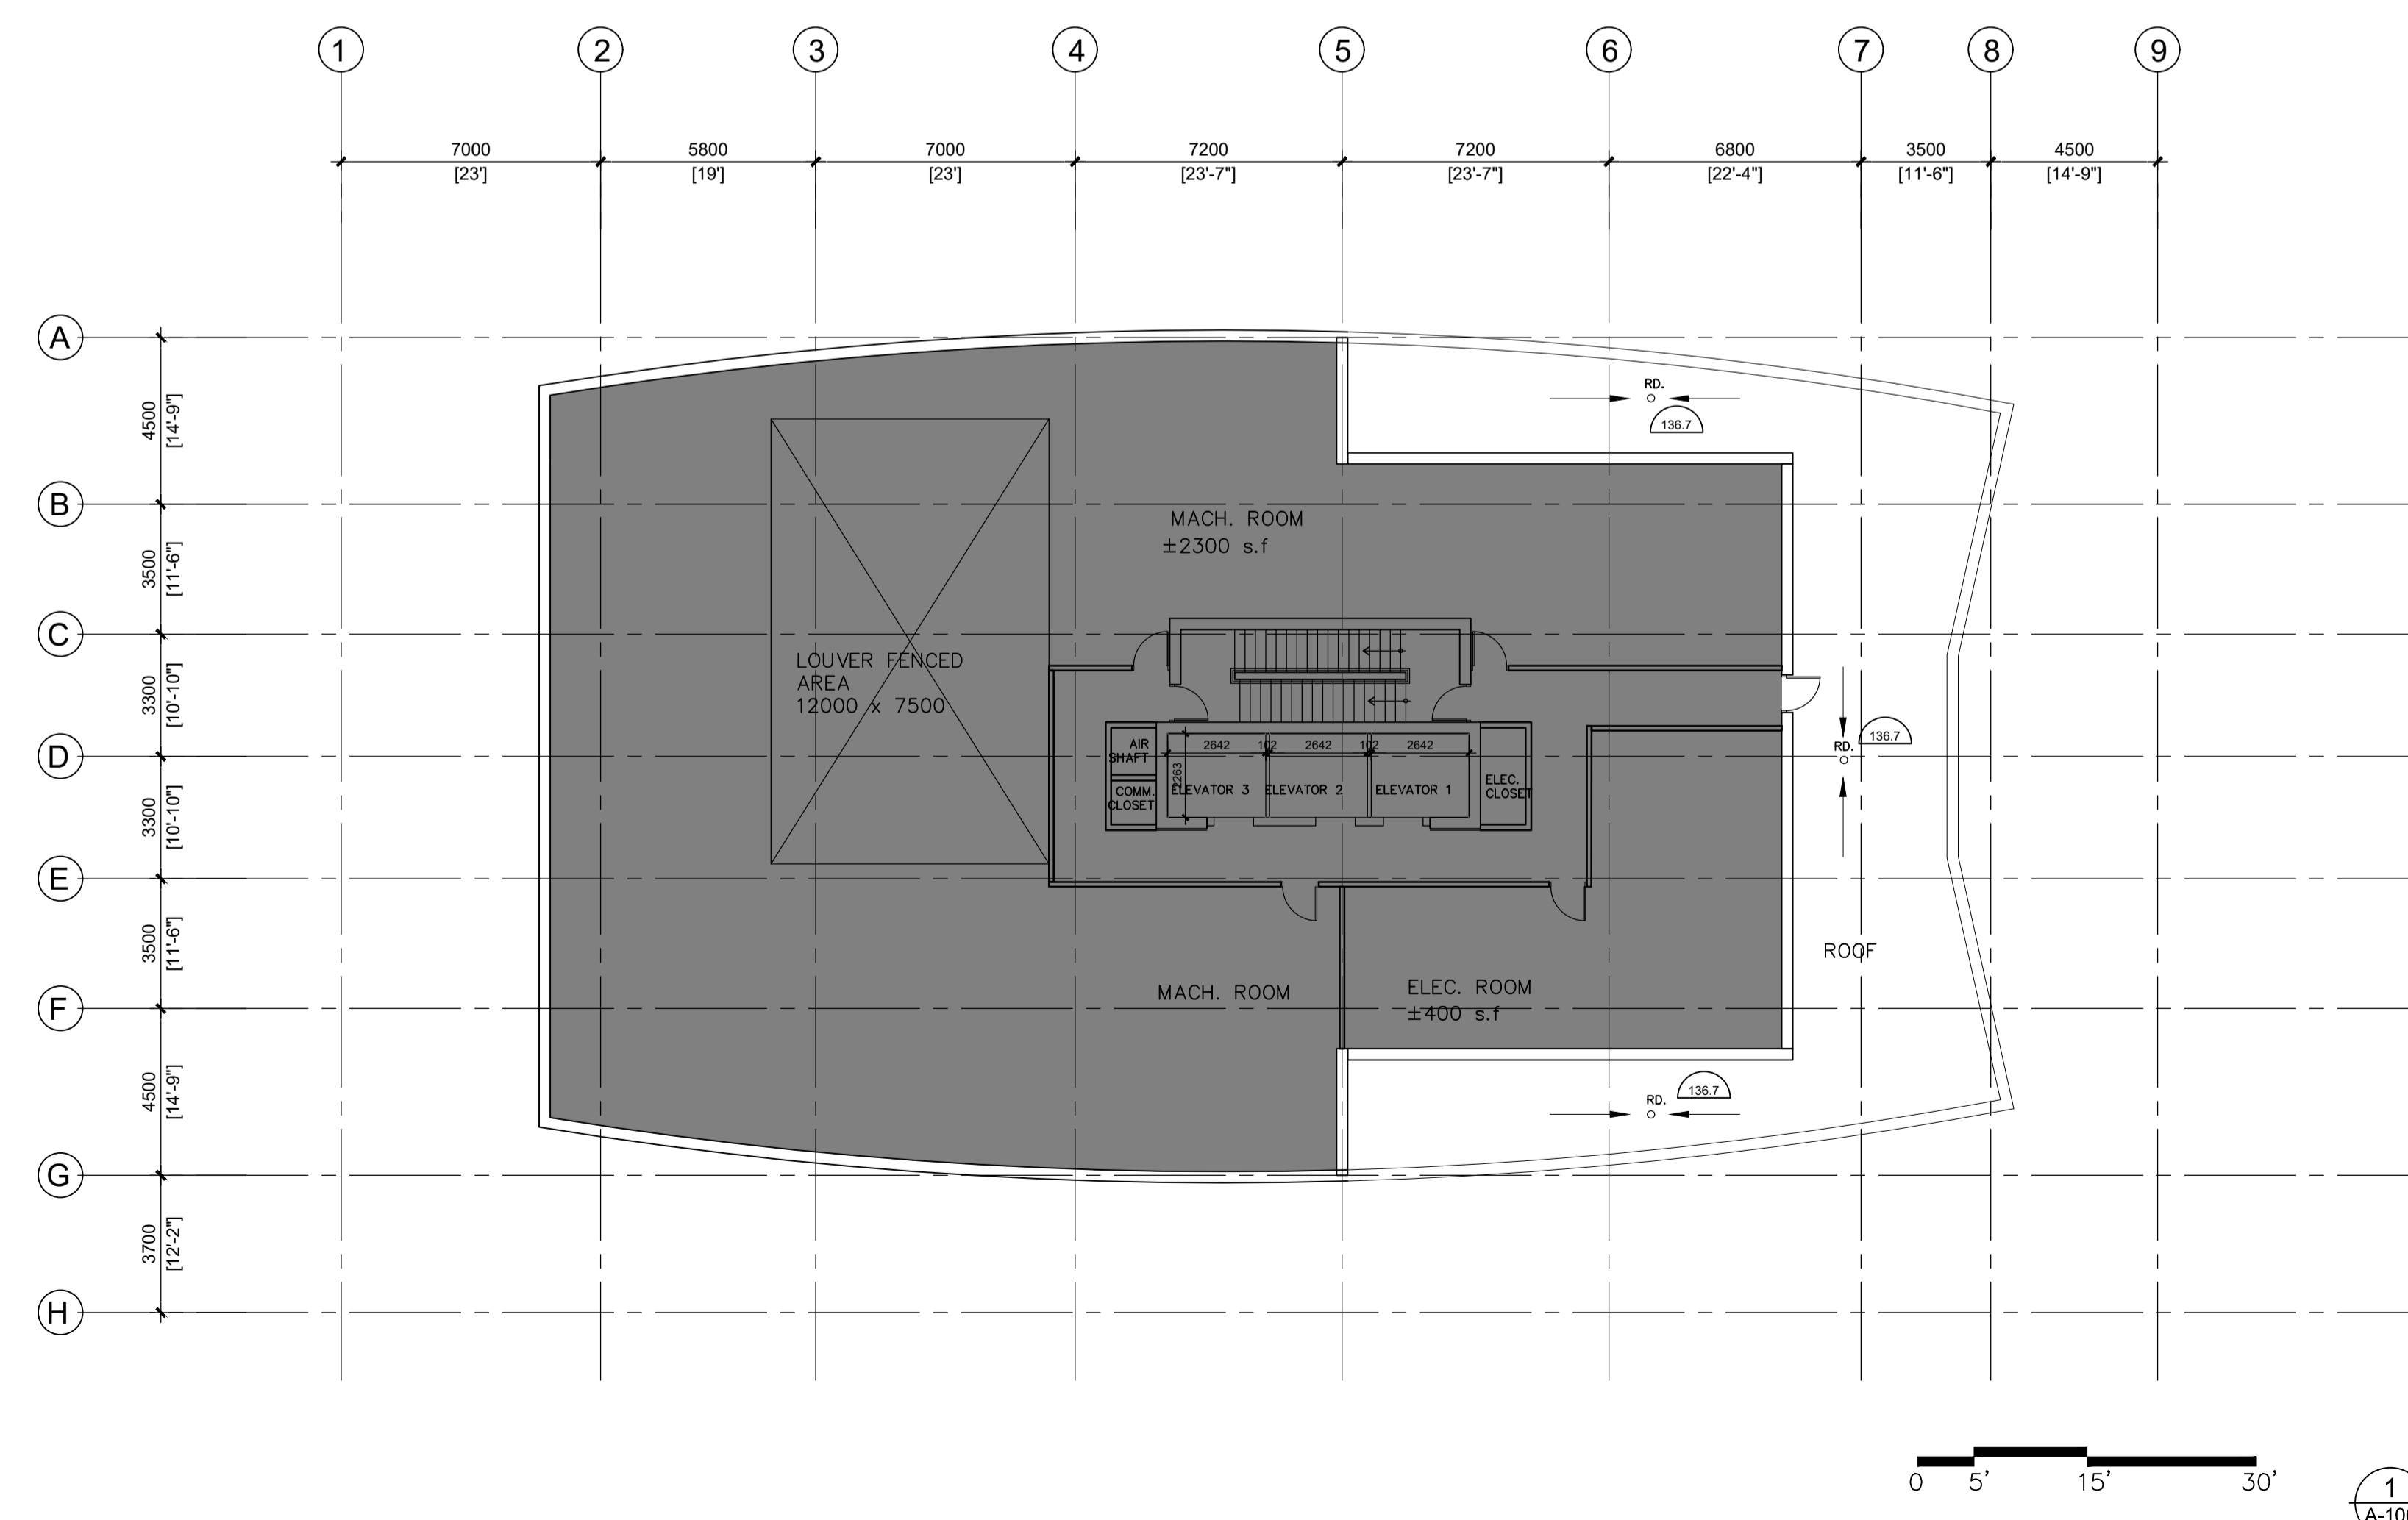 1 2 3 4 5 6 7 8 9
7000 5800 7000 7200 7200 6800 3500 4500
[23'] [19'] [23'] [23'-7"] [23'-7"] [22'-4"] [11'-6"] [14'-9"]
A
4500
[14'-9"]
B
3500
[11'-6"]
C
3300
[10'-10"]
D
3300
[10'-10"]
E
3500
[11'-6"]
F
4500
[14'-9"]
G
3700
[12'-2"]
H
RD.
136.7
MACH. ROOM
±2300 s.f
LOUVER FENCED
AREA
12000 x 7500
AIR
SHAFT
COMM.
CLOSET
2642 102 2642 102 2642
2263
ELEVATOR 3 ELEVATOR 2 ELEVATOR 1
ELEC.
CLOSET
RD.
136.7
ROOF
MACH. ROOM
ELEC. ROOM
±400 s.f
RD.
136.7
0 5' 15' 30'
1